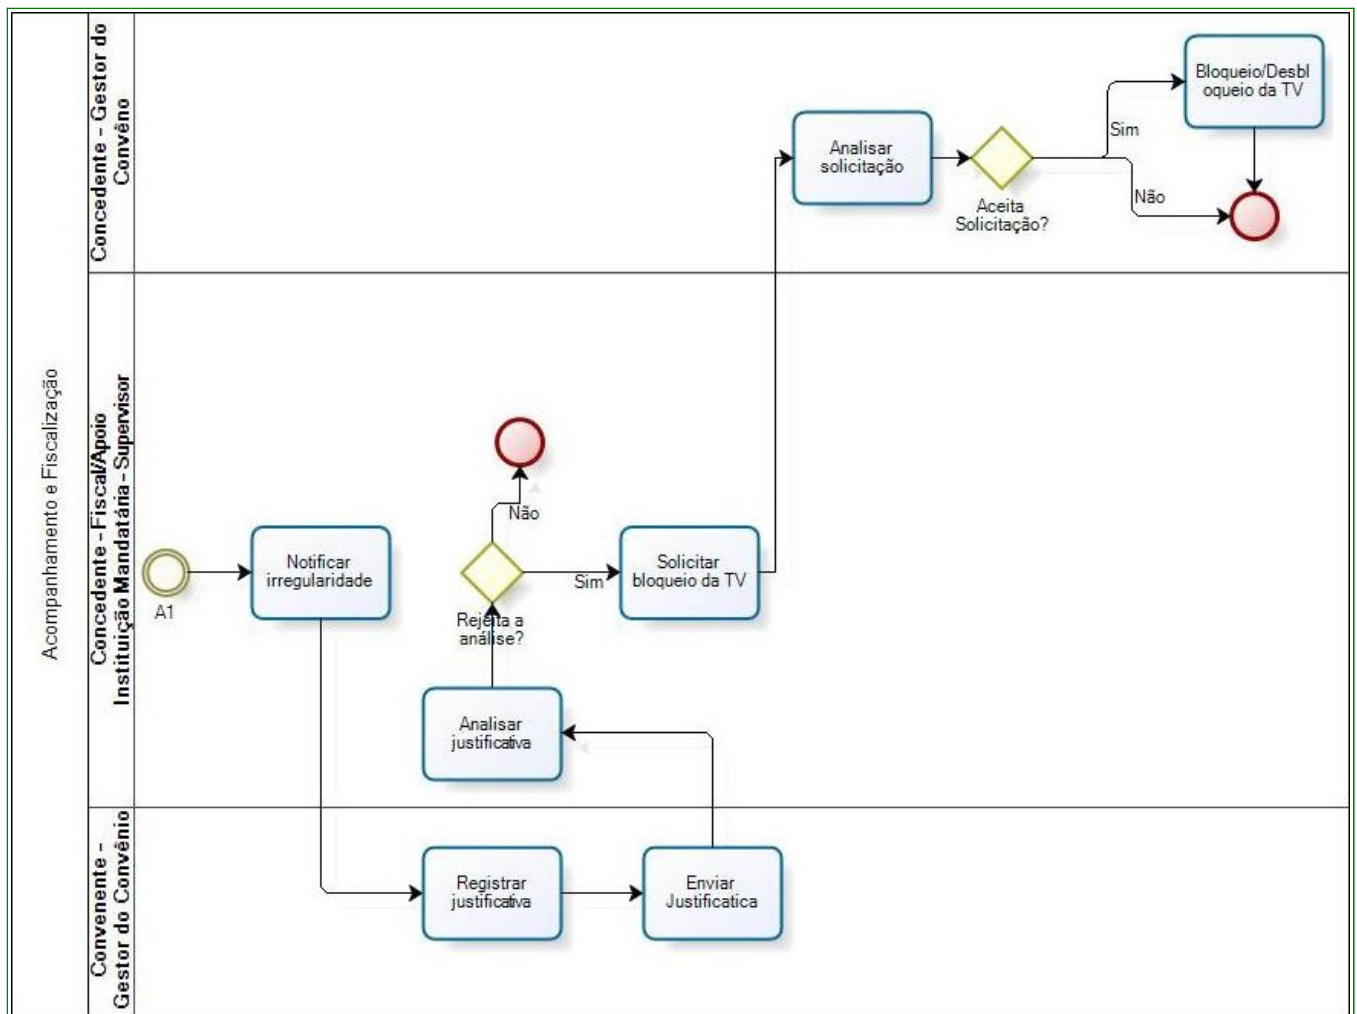 Acompanhamento e Fiscalização
Concedente - Gestor do
Convêno
Bloqueio/Desbl
oqueio da TV
Analisar
solicitação
Sim
Não
Aceita
Solicitação?
Concedente - Fiscal/Apoio
Instituição Mandatária - Supervisor
Não
Notificar
irregularidade
Solicitar
bloqueio da TV
Sim
A1
Rejeita a
análise?
Analisar
justificativa
Convenente -
Gestor do Convênio
Registrar
justificativa
Enviar
Justificatica